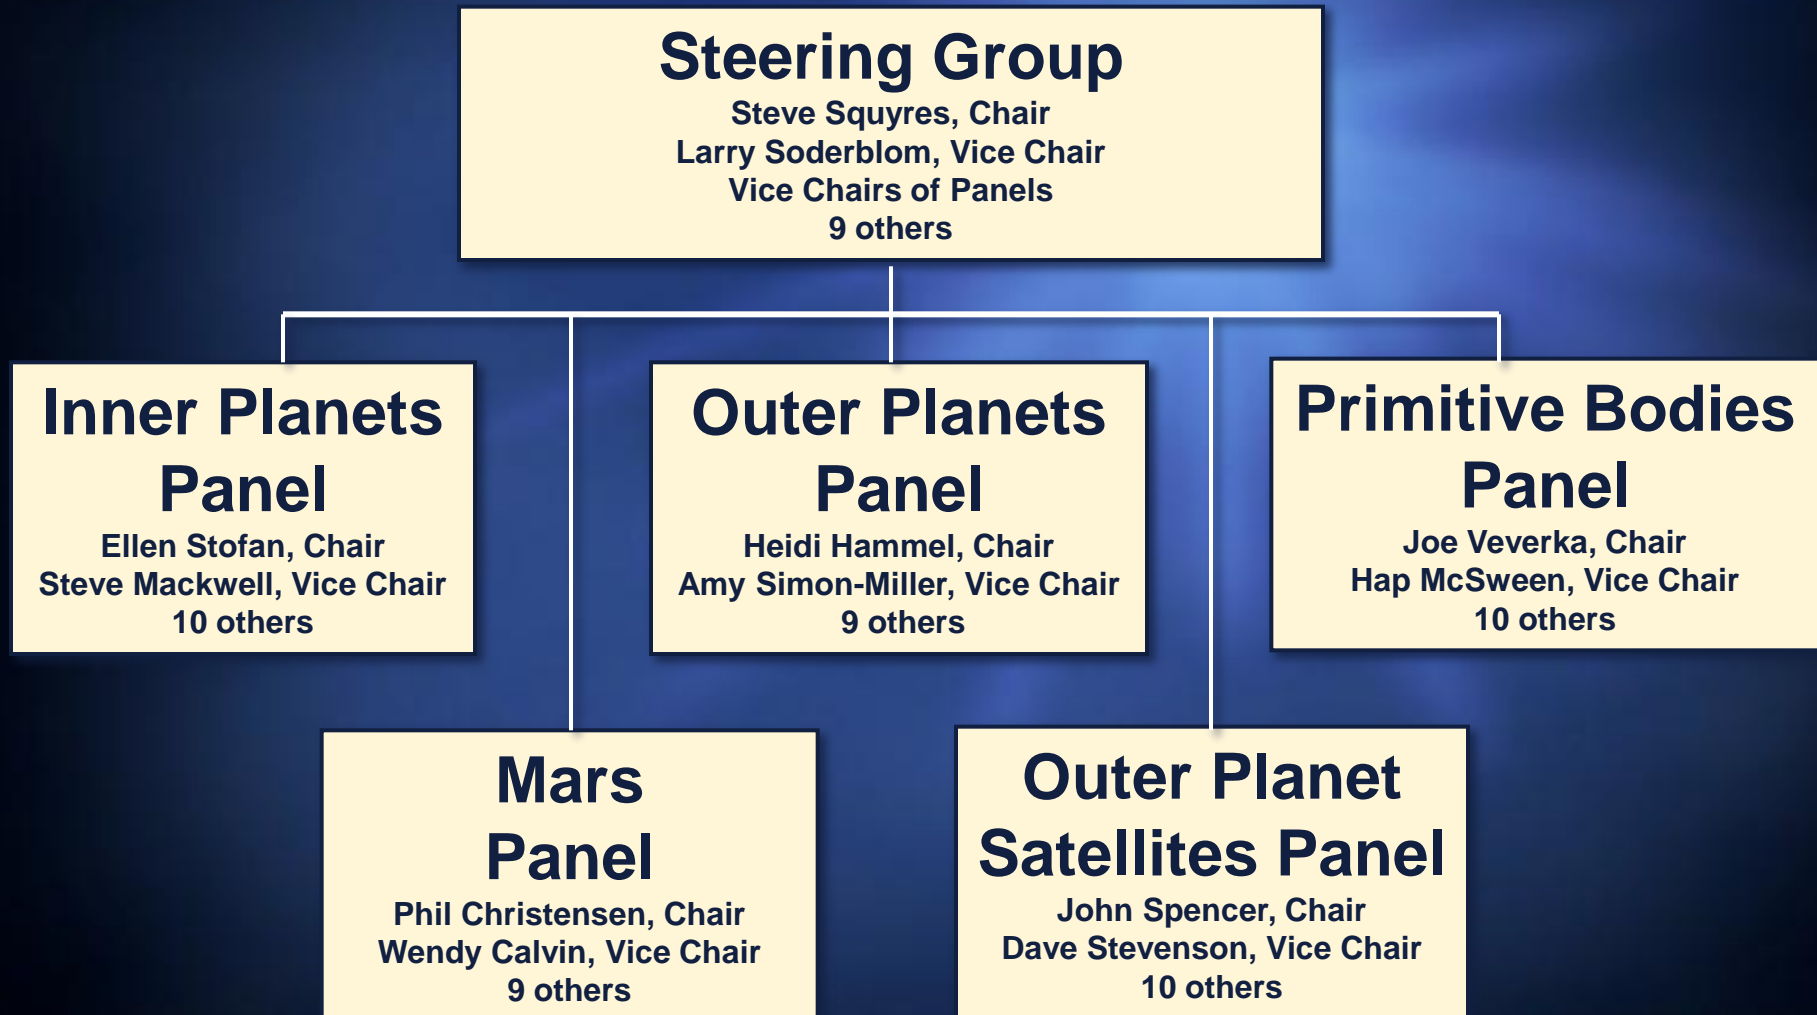 Steering Group
Steve Squyres, Chair
Larry Soderblom, Vice Chair
Vice Chairs of Panels
9 others
Inner Planets
Panel
Ellen Stofan, Chair
Steve Mackwell, Vice Chair
10 others
Outer Planets
Panel
Heidi Hammel, Chair
Amy Simon-Miller, Vice Chair
9 others
Primitive Bodies
Panel
Joe Veverka, Chair
Hap McSween, Vice Chair
10 others
Mars
Panel
Phil Christensen, Chair
Wendy Calvin, Vice Chair
9 others
Outer Planet
Satellites Panel
John Spencer, Chair
Dave Stevenson, Vice Chair
10 others